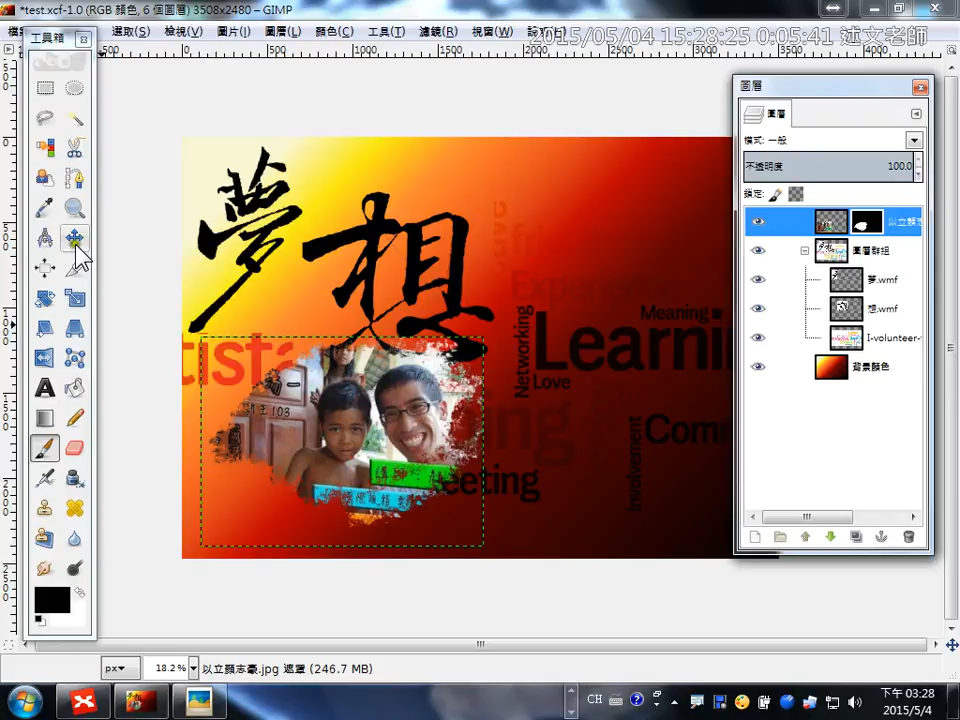 *test.xcf-1.0 (RGB 顏色, 6 個圖層) 3508x2480 – GIMP
選取(S) 檢視(V) 圖片(I) 圖層(L) 顏色(C) 工具(T) 濾鏡(R) 視窗(W)
2015/05/04 15:28:25 0:05:41 述文老師
工具箱
500 0 500 1000 1500 2000 2500 3000 3500 4000
圖層
圖層
模式: 一般
不透明度 100.0
鎖定:
以立顏志
圖層群組
夢.wmf
想.wmf
I-volunteer-
背景顏色
夢想
Meaning
Networking
Learnin
Love
tista
Involvement
Com
eeting
px 18.2% 以立顏志豪.jpg 遮罩 (246.7 MB)
CH
下午 03:28
2015/5/4